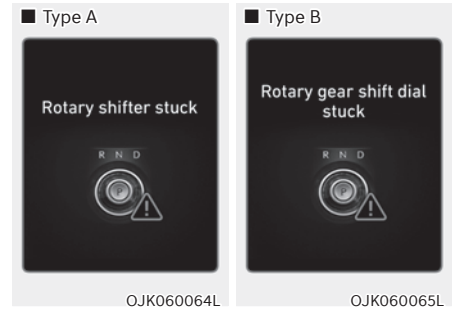 ■ Type A
Rotary shifter stuck
R N D
P
OJK060064L
■ Type B
Rotary gear shift dial
stuck
R N D
P
OJK060065L